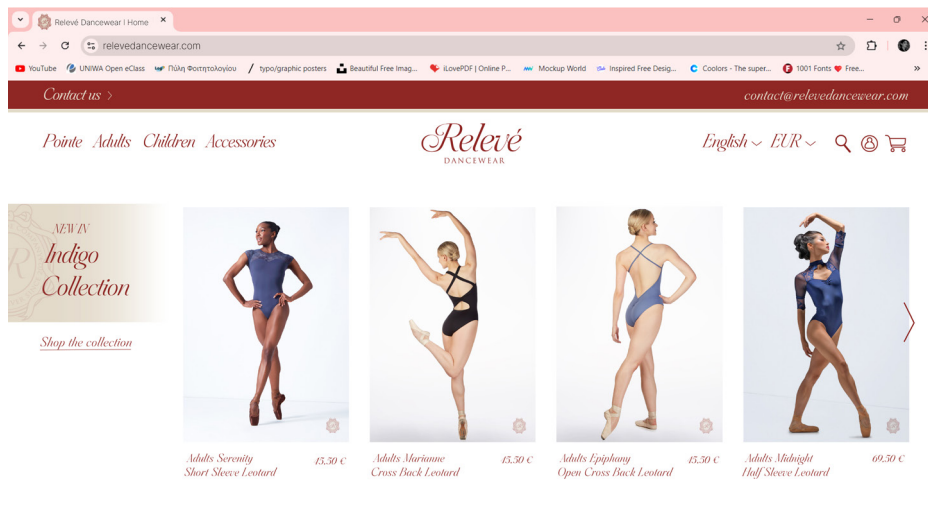 Relevé Dancewear | Home
relevedancewear.com
YouTube UNIWA Open eClass Πύλη Φοιτητολογίου typo/graphic posters Beautiful Free Imag... iLovePDF | Online P... Mockup World Inspired Free Desig... Coolors - The super... 1001 Fonts Free...
Contact us >
contact@relevedancewear.com
Pointe Adults Children Accessories
Relevé
DANCEWEAR
English EUR
NEW IN
Indigo
Collection
Shop the collection
Adults Serenity
Short Sleeve Leotard
45,50 €
Adults Marianne
Cross Back Leotard
45,50 €
Adults Epiphany
Open Cross Back Leotard
45,50 €
Adults Midnight
Half Sleeve Leotard
69,50 €